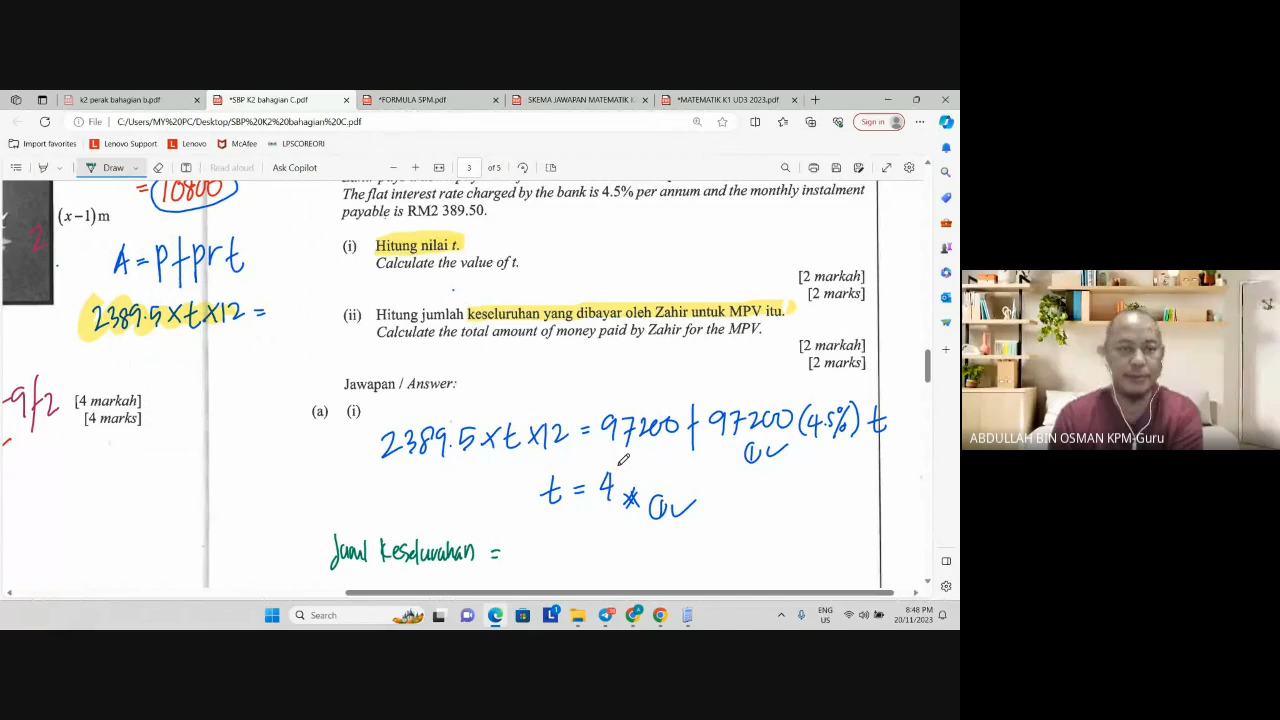 k2 perak bahagian b.pdf
*SBP K2 bahagian C.pdf
*FORMULA SPM.pdf
SKEMA JAWAPAN MATEMATIK K
*MATEMATIK K1 UD3 2023.pdf
File C:/Users/MY%20PC/Desktop/SBP%20K2%20bahagian%20C.pdf
Sign in
Import favorites Lenovo Support Lenovo McAfee LPSCOREORI
Draw Read aloud Ask Copilot 3 of 5
= 10800
(x−1)m
2
A = P + prt
2389.5 × t × 12 =
-9+2
[4 markah]
[4 marks]
The flat interest rate charged by the bank is 4.5% per annum and the monthly instalment
payable is RM2 389.50.
(i) Hitung nilai t.
Calculate the value of t.
[2 markah]
[2 marks]
(ii) Hitung jumlah keseluruhan yang dibayar oleh Zahir untuk MPV itu.
Calculate the total amount of money paid by Zahir for the MPV.
[2 markah]
[2 marks]
Jawapan / Answer:
(a) (i)
2389.5 × t × 12 = 97200 + 97200 (4.5%) t
①✓
t = 4 * ①✓
keseluruhan =
Search
ENG
US
8:48 PM
20/11/2023
ABDULLAH BIN OSMAN KPM-Guru